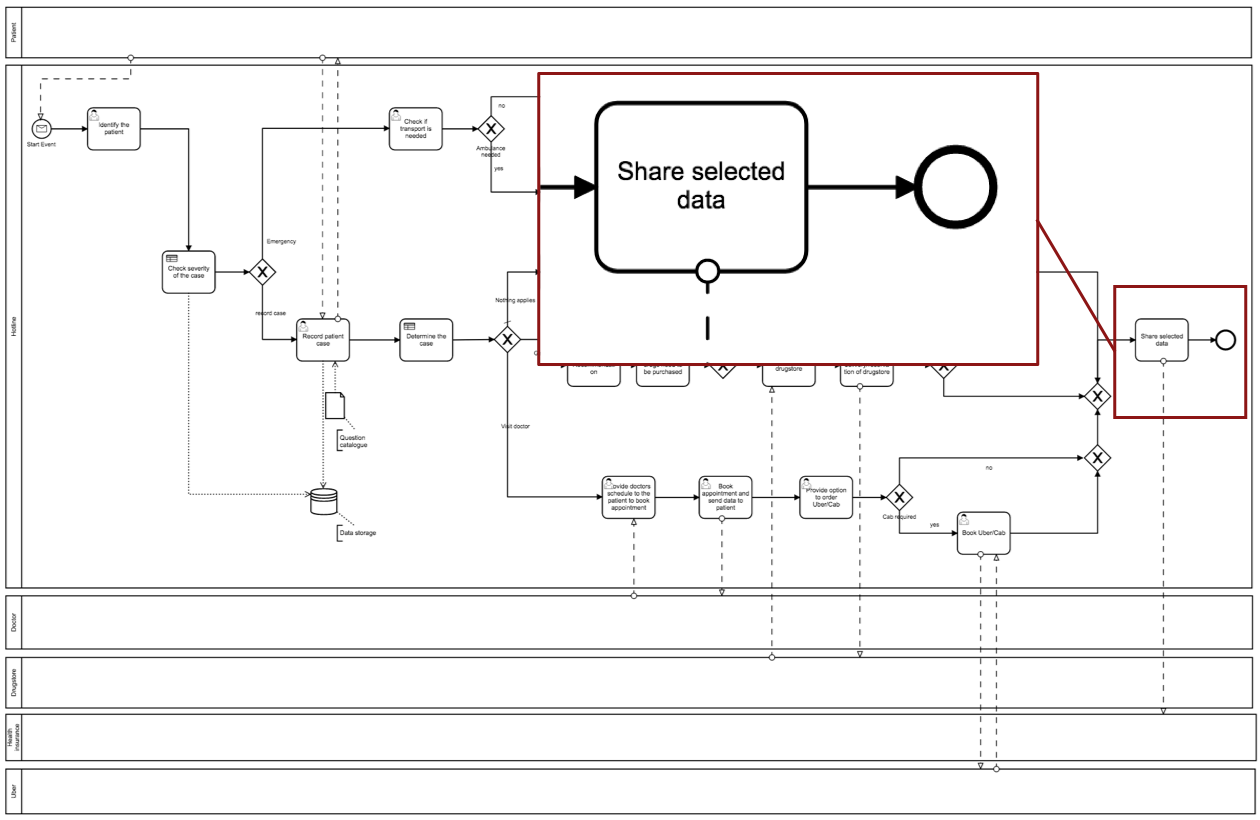 Patient
Hotline
Start Event
Identify the
patient
Check severity
of the case
Emergency
record case
Check if
transport is
needed
no
Ambulance
needed
yes
Record patient
case
Question
catalogue
Data storage
Determine the
case
Nothing applies
Visit doctor
Share selected
data
on
be purchased
drugstore
tion of drugstore
Provide doctors
schedule to the
patient to book
appointment
Book
appointment and
send data to
patient
Provide option
to order
Uber/Cab
no
Cab required
yes
Book Uber/Cab
Share selected
data
Doctor
Drugstore
Health
insurance
Uber